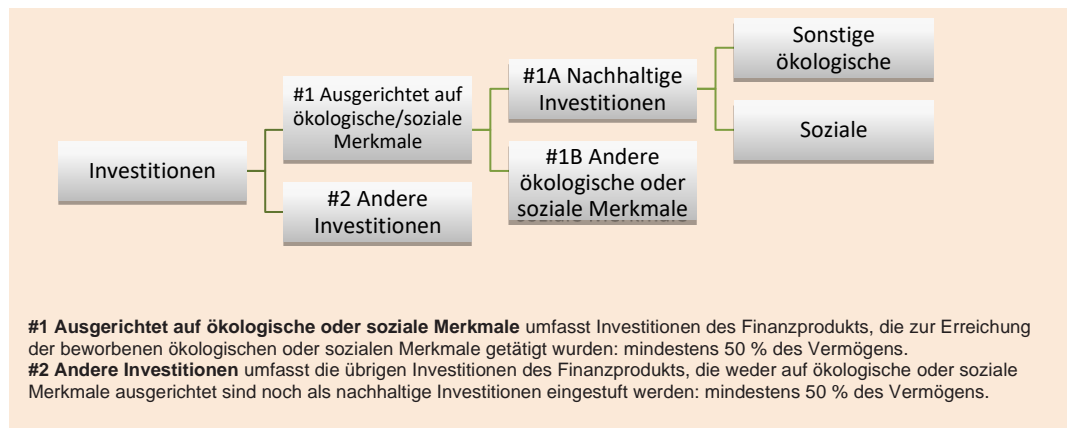 Investitionen
#1 Ausgerichtet auf
ökologische/soziale
Merkmale
#2 Andere
Investitionen
#1A Nachhaltige
Investitionen
#1B Andere
ökologische oder
soziale Merkmale
Sonstige
ökologische
Soziale
#1 Ausgerichtet auf ökologische oder soziale Merkmale umfasst Investitionen des Finanzprodukts, die zur Erreichung
der beworbenen ökologischen oder sozialen Merkmale getätigt wurden: mindestens 50 % des Vermögens.
#2 Andere Investitionen umfasst die übrigen Investitionen des Finanzprodukts, die weder auf ökologische oder soziale
Merkmale ausgerichtet sind noch als nachhaltige Investitionen eingestuft werden: mindestens 50 % des Vermögens.